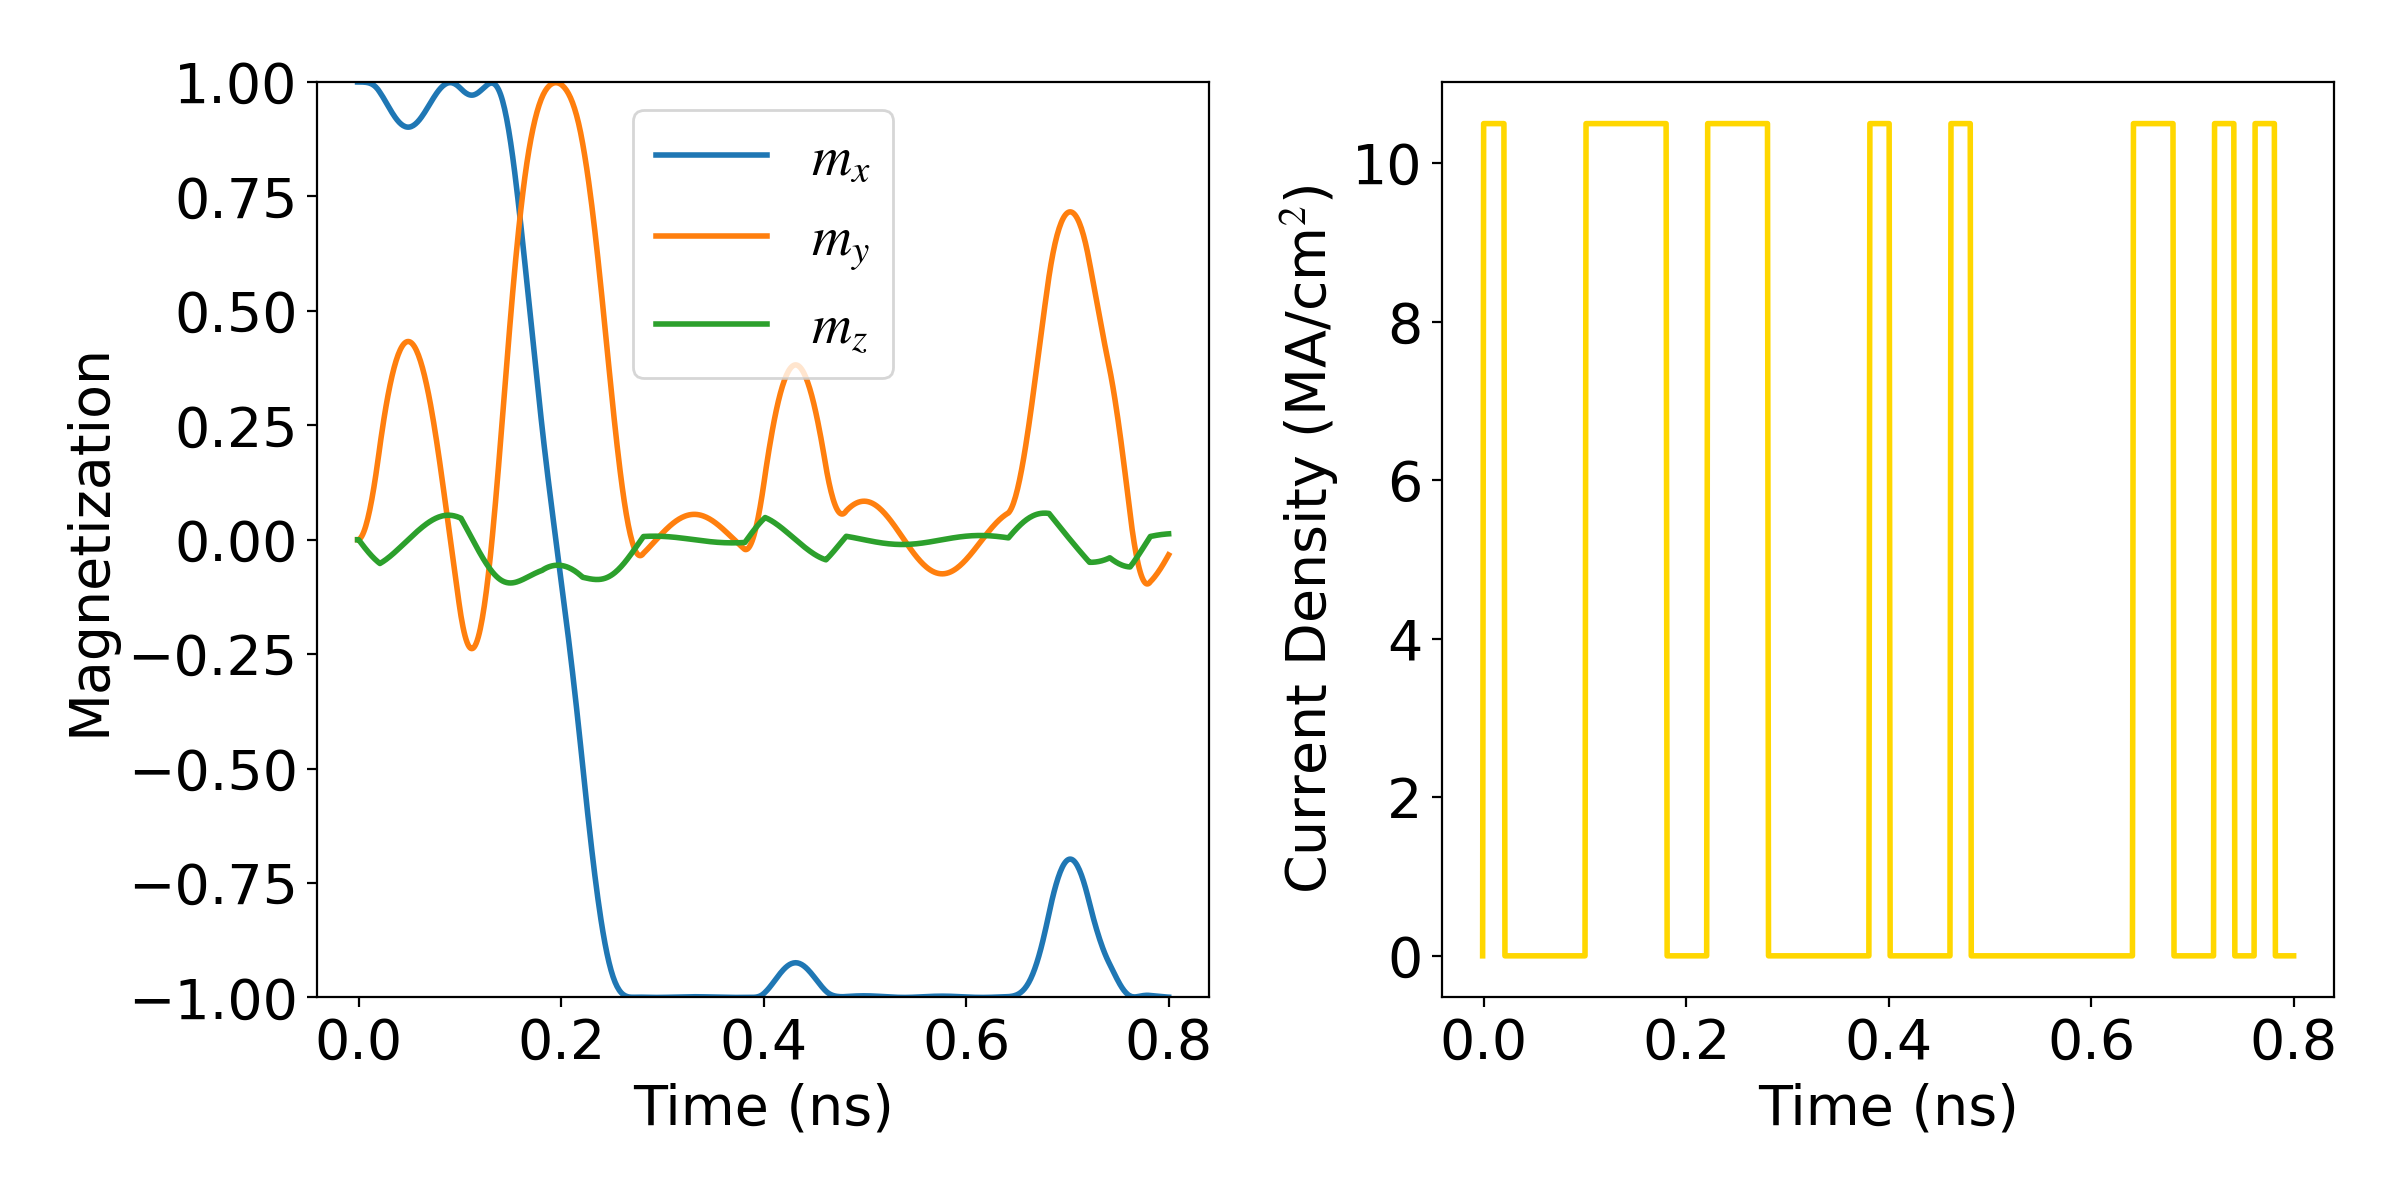 Magnetization
1.00
0.75
0.50
0.25
0.00
−0.25
−0.50
−0.75
−1.00
m_x
m_y
m_z
0.0 0.2 0.4 0.6 0.8
Time (ns)
Current Density (MA/cm²)
10
8
6
4
2
0
0.0 0.2 0.4 0.6 0.8
Time (ns)